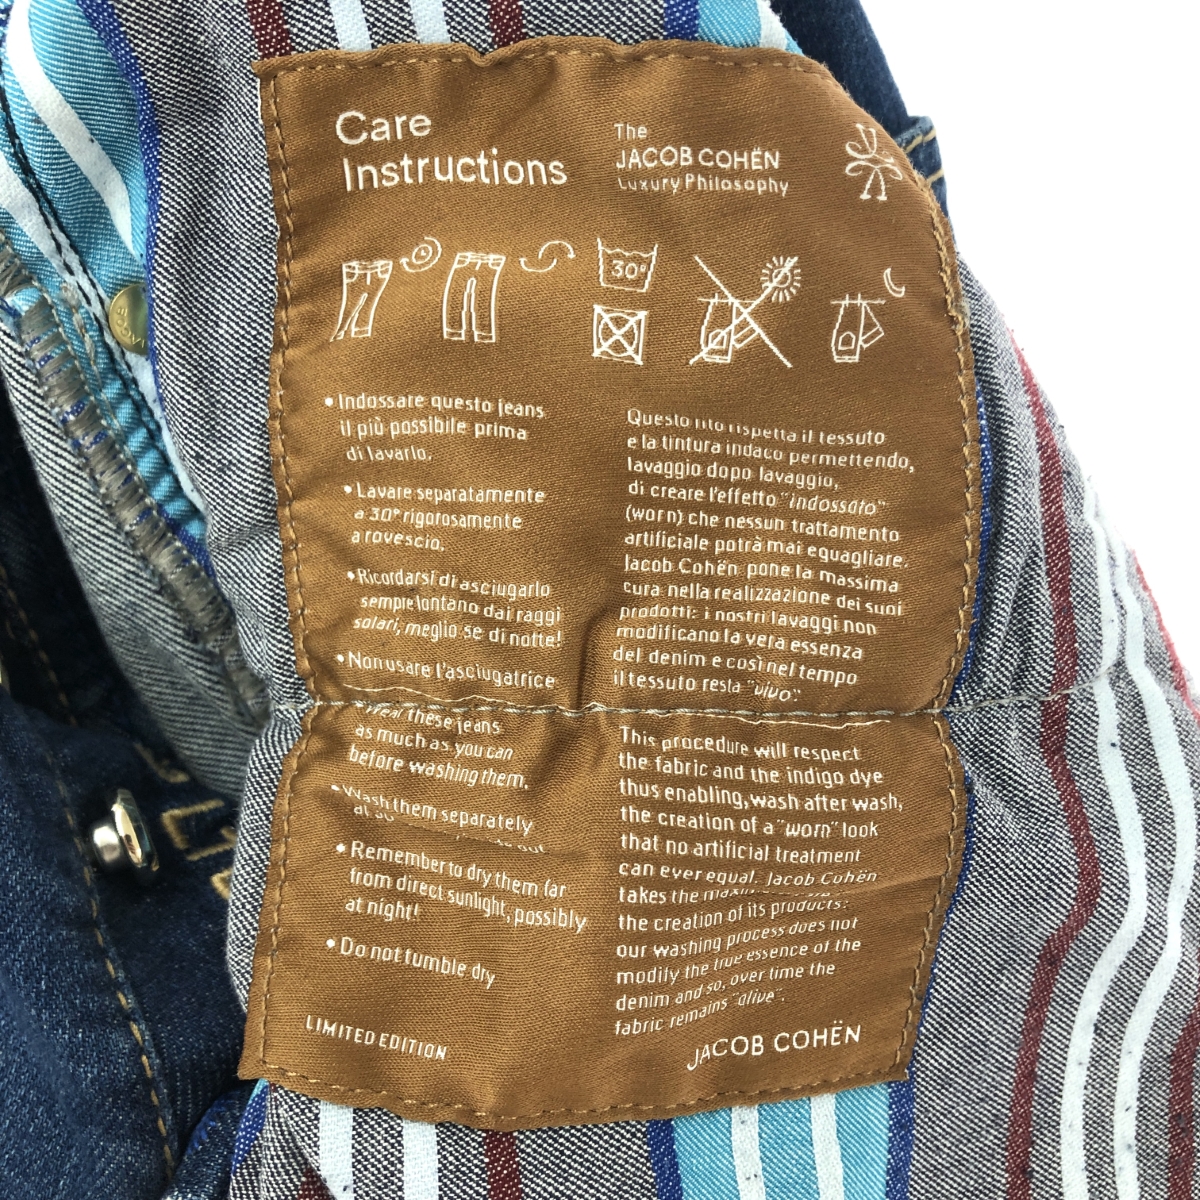 Care
Instructions
The
JACOB COHËN
Luxury Philosophy
30°
• Indossare questo jeans
il più possibile prima
di lavarlo.
• Lavare separatamente
a 30° rigorosamente
a rovescio.
• Ricordarsi di asciugarlo
sempre lontano dai raggi
solari, meglio se di notte!
• Non usare l'asciugatrice
Questo rito rispetta il tessuto
e la tintura indaco permettendo,
lavaggio dopo lavaggio,
di creare l'effetto "indossato"
(worn) che nessun trattamento
artificiale potrà mai eguagliare.
Jacob Cohën pone la massima
cura nella realizzazione dei suoi
prodotti: i nostri lavaggi non
modificano la vera essenza
del denim e così nel tempo
il tessuto resta "vivo".
• Wear these jeans
as much as you can
before washing them.
• Wash them separately
at 30° out
• Remember to dry them far
from direct sunlight, possibly
at night!
• Do not tumble dry
This procedure will respect
the fabric and the indigo dye
thus enabling, wash after wash,
the creation of a "worn" look
that no artificial treatment
can ever equal. Jacob Cohën
takes the
the creation of its products:
our washing process does not
modify the true essence of the
denim and so, over time the
fabric remains "alive".
LIMITED EDITION
JACOB COHËN